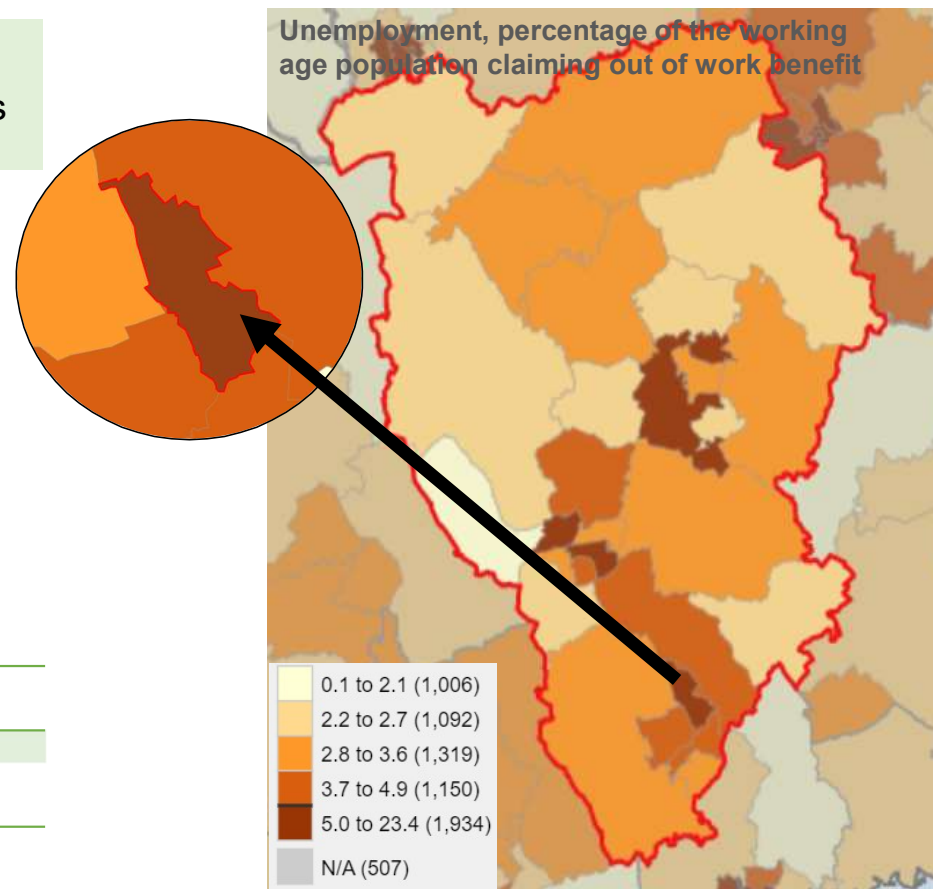 Unemployment, percentage of the working
age population claiming out of work benefit
s
0.1 to 2.1 (1,006)
2.2 to 2.7 (1,092)
2.8 to 3.6 (1,319)
3.7 to 4.9 (1,150)
5.0 to 23.4 (1,934)
N/A (507)